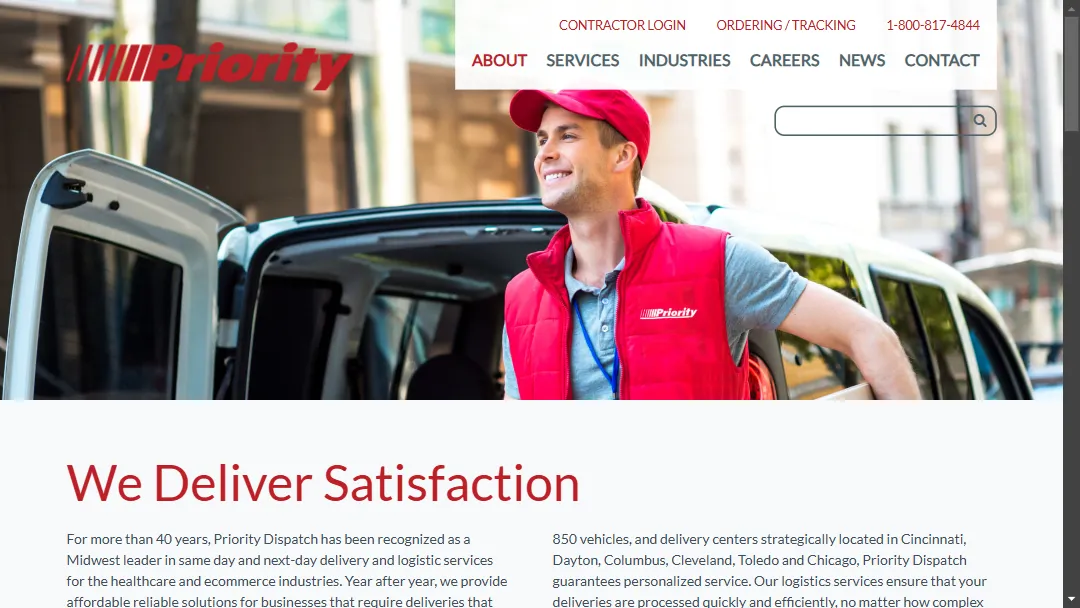 CONTRACTOR LOGIN ORDERING / TRACKING 1-800-817-4844
Priority
ABOUT SERVICES INDUSTRIES CAREERS NEWS CONTACT
Priority
We Deliver Satisfaction
For more than 40 years, Priority Dispatch has been recognized as a
Midwest leader in same day and next-day delivery and logistic services
for the healthcare and ecommerce industries. Year after year, we provide
affordable reliable solutions for businesses that require deliveries that
850 vehicles, and delivery centers strategically located in Cincinnati,
Dayton, Columbus, Cleveland, Toledo and Chicago, Priority Dispatch
guarantees personalized service. Our logistics services ensure that your
deliveries are processed quickly and efficiently, no matter how complex